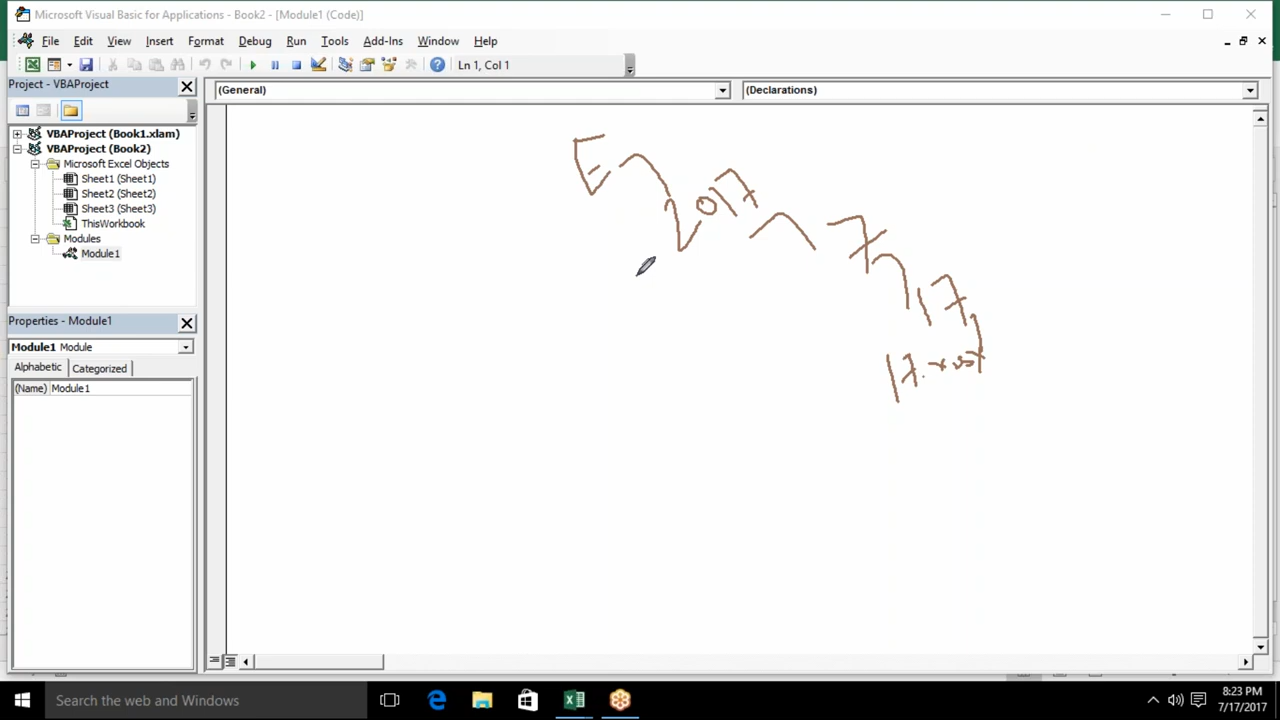 Microsoft Visual Basic for Applications - Book2 - [Module1 (Code)]
File Edit View Insert Format Debug Run Tools Add-Ins Window Help
Ln 1, Col 1
Project - VBAProject
(General) (Declarations)
VBAProject (Book1.xlam)
VBAProject (Book2)
Microsoft Excel Objects
Sheet1 (Sheet1)
Sheet2 (Sheet2)
Sheet3 (Sheet3)
ThisWorkbook
Modules
Module1
E
2017
7
17
17.
Properties - Module1
Module1 Module
Alphabetic Categorized
(Name) Module1
Search the web and Windows
8:23 PM
7/17/2017